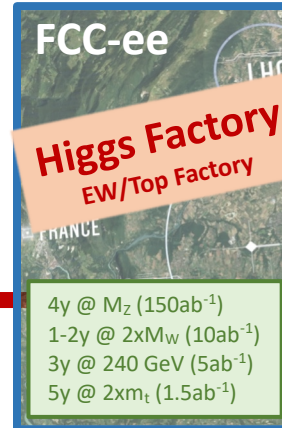 FCC-ee
LHC
Higgs Factory
EW/Top Factory
FRANCE
4y @ M_Z (150ab⁻¹)
1-2y @ 2xM_W (10ab⁻¹)
3y @ 240 GeV (5ab⁻¹)
5y @ 2xm_t (1.5ab⁻¹)